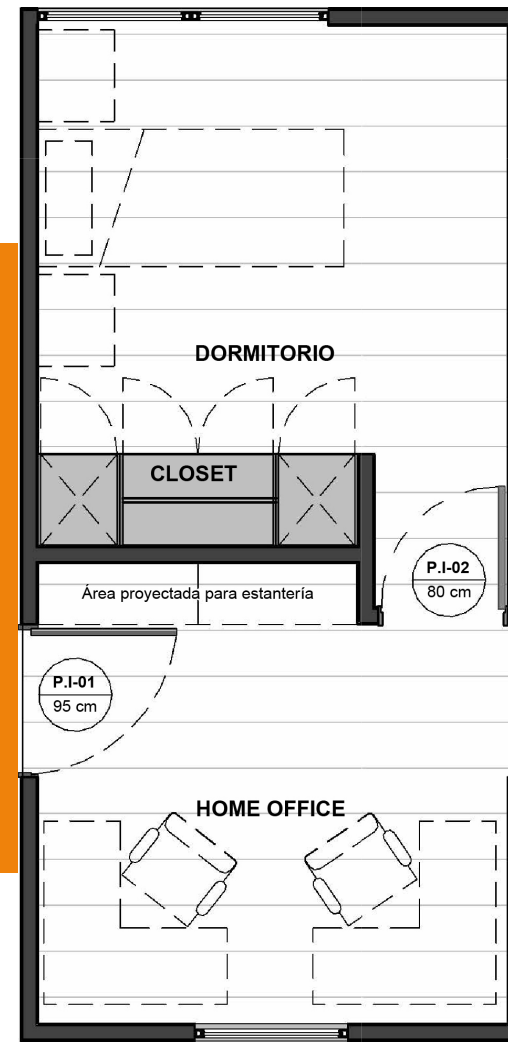 DORMITORIO
CLOSET
P.I-02
80 cm
Área proyectada para estantería
P.I-01
95 cm
HOME OFFICE